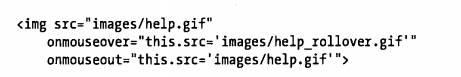 <img src="images/help.gif"
onmouseover="this.src='images/help_rollover.gif'"
onmouseout="this.src='images/help.gif'">